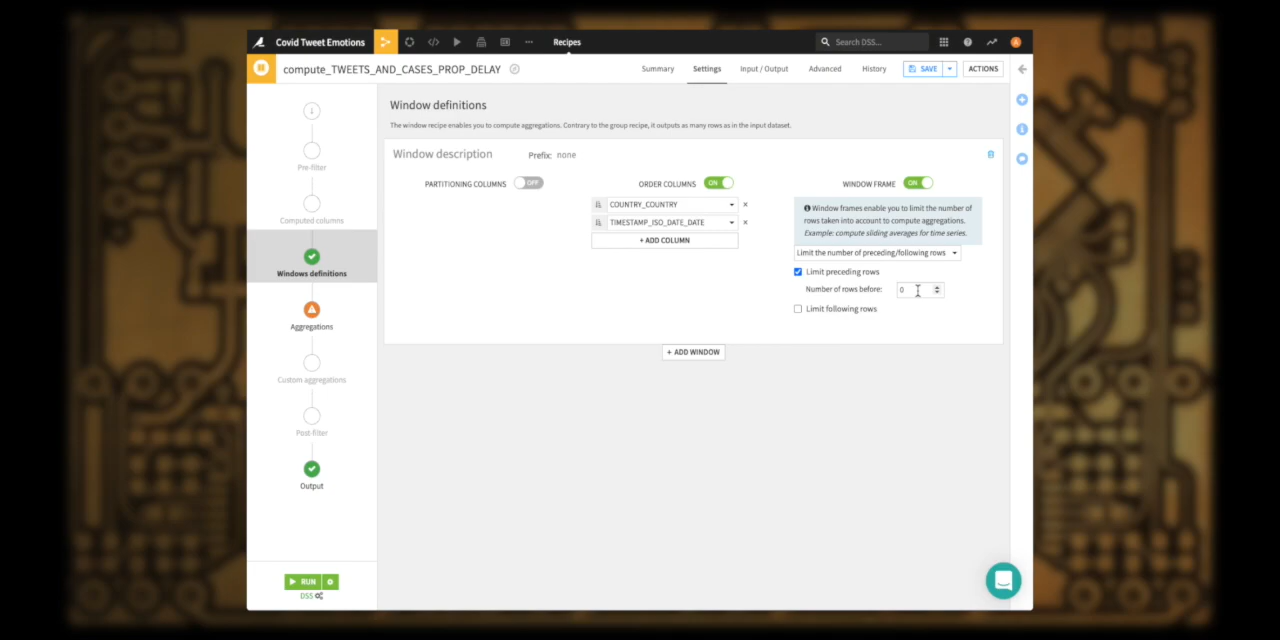 Covid Tweet Emotions
Recipes
Search DSS...
compute_TWEETS_AND_CASES_PROP_DELAY
Summary
Settings
Input / Output
Advanced
History
SAVE
ACTIONS
Window definitions
The window recipe enables you to compute aggregations. Contrary to the group recipe, it outputs as many rows as in the input dataset.
Window description
Prefix: none
PARTITIONING COLUMNS OFF
ORDER COLUMNS ON
WINDOW FRAME ON
COUNTRY_COUNTRY
TIMESTAMP_ISO_DATE_DATE
+ ADD COLUMN
Window frames enable you to limit the number of
rows taken into account to compute aggregations.
Example: compute sliding averages for time series.
Limit the number of preceding/following rows
Limit preceding rows
Number of rows before: 0
Limit following rows
+ ADD WINDOW
Pre-filter
Computed columns
Windows definitions
Aggregations
Custom aggregations
Post-filter
Output
RUN
DSS